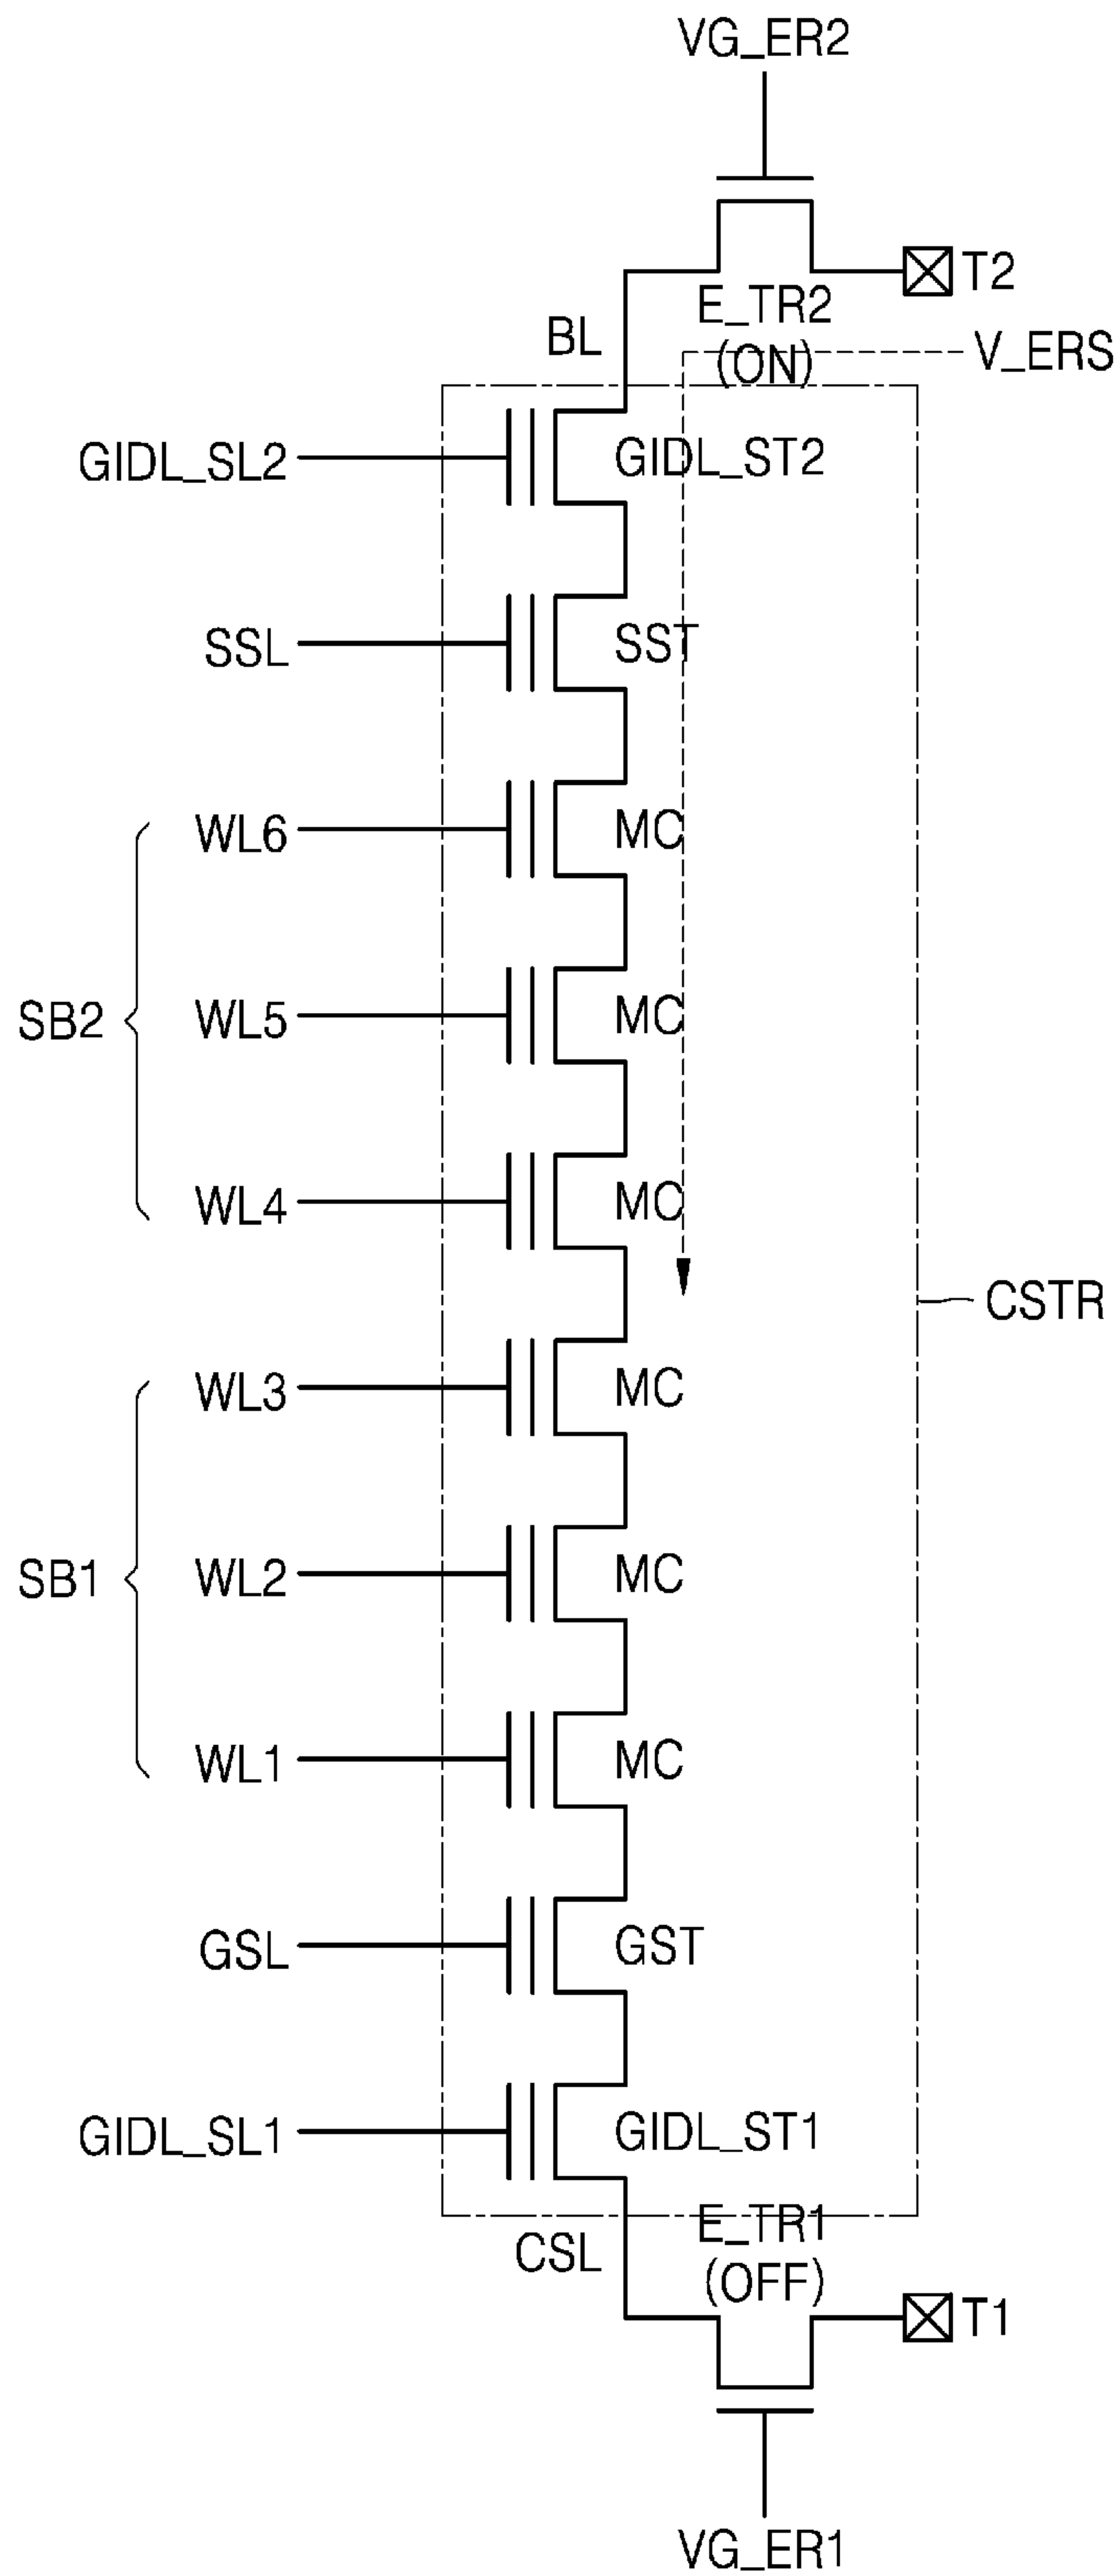 VG_ER2
T2
E_TR2
(ON)
BL
V_ERS
GIDL_SL2
GIDL_ST2
SSL
SST
WL6
MC
SB2
WL5
MC
WL4
MC
CSTR
WL3
MC
SB1
WL2
MC
WL1
MC
GSL
GST
GIDL_SL1
GIDL_ST1
E_TR1
(OFF)
CSL
T1
VG_ER1